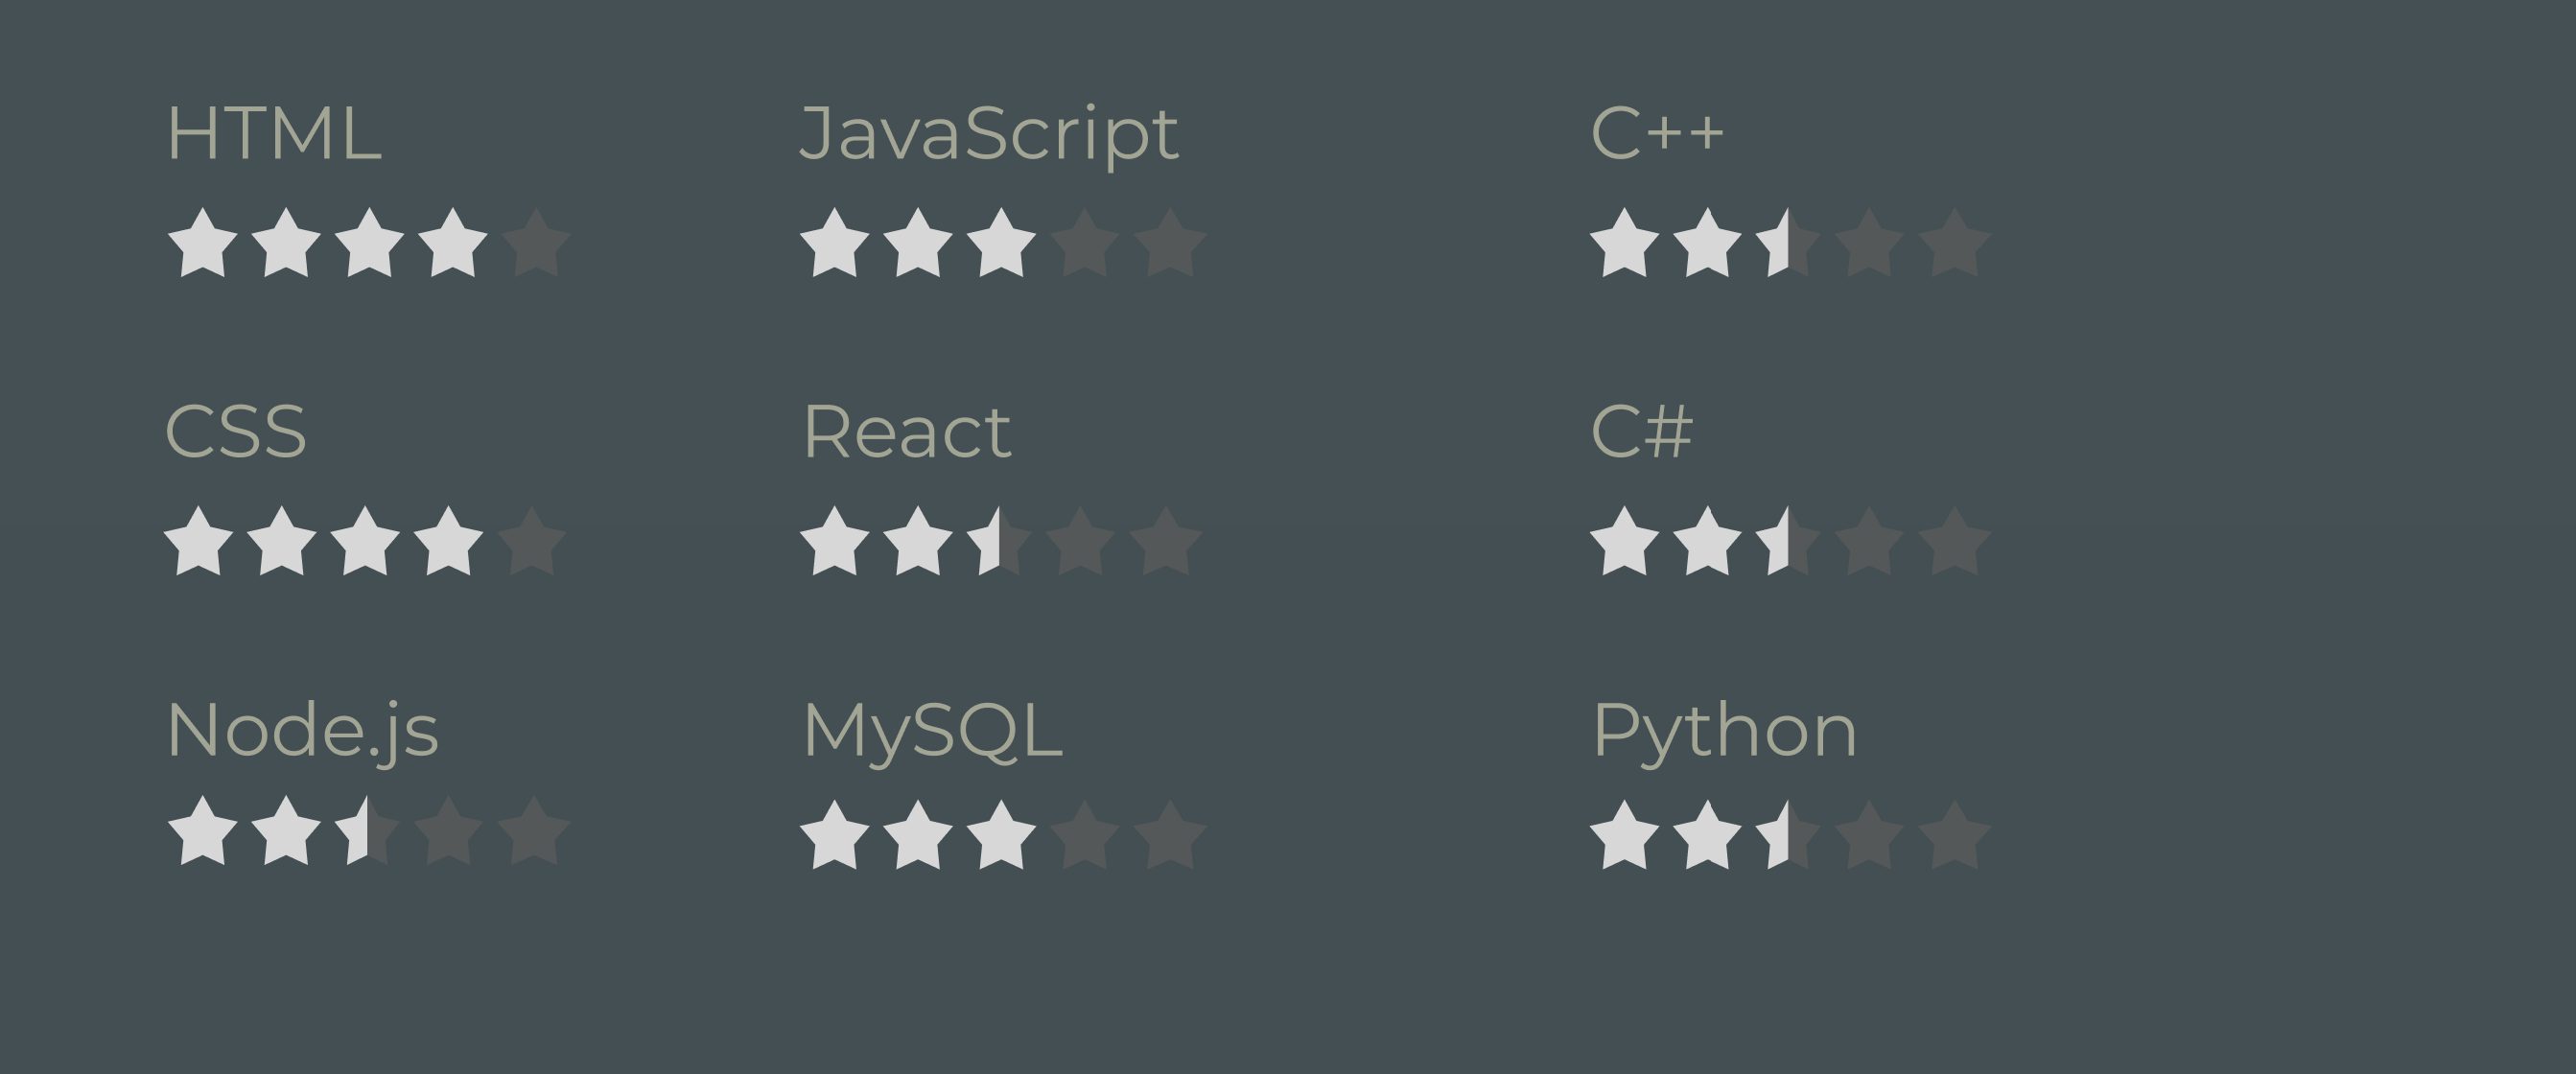 HTML
JavaScript
C++
CSS
React
C#
Node.js
MySQL
Python